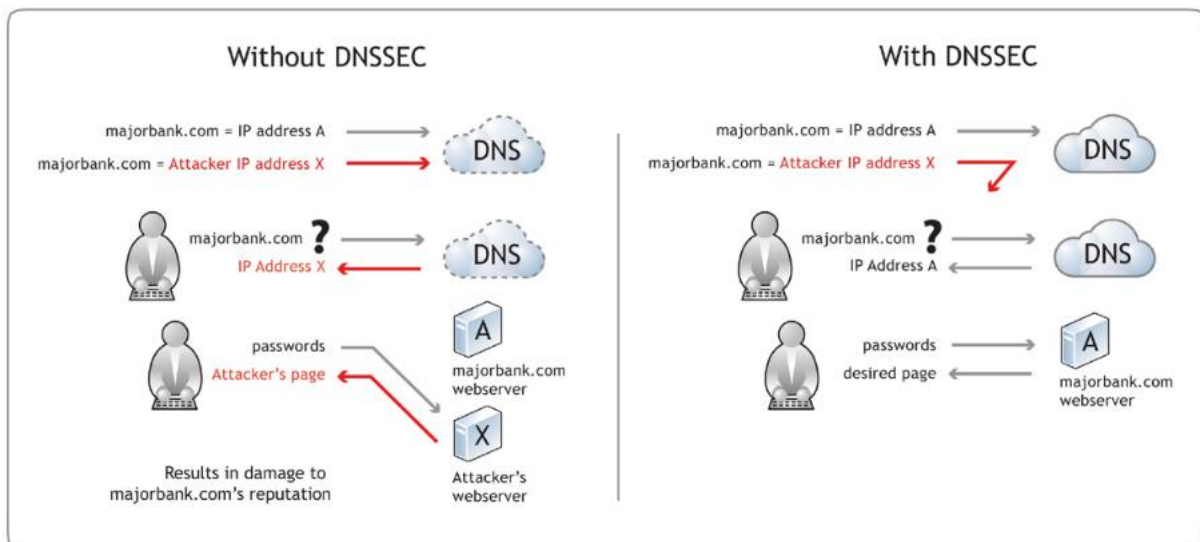 Without DNSSEC
majorbank.com = IP address A
DNS
majorbank.com = Attacker IP address X
majorbank.com ?
DNS
IP Address X
passwords
Attacker's page
A
majorbank.com
webserver
X
Attacker's
webserver
Results in damage to
majorbank.com's reputation
With DNSSEC
majorbank.com = IP address A
DNS
majorbank.com = Attacker IP address X
majorbank.com ?
DNS
IP Address A
passwords
desired page
A
majorbank.com
webserver